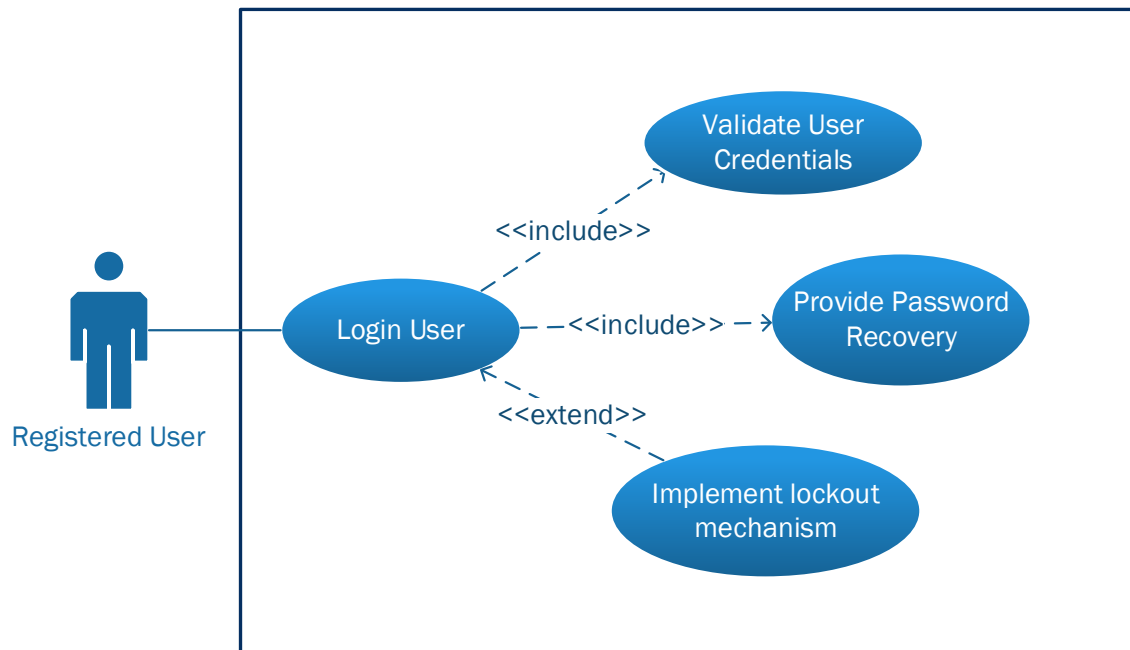 Validate User
Credentials
<<include>>
Login User
<<include>>
Provide Password
Recovery
<<extend>>
Registered User
Implement lockout
mechanism